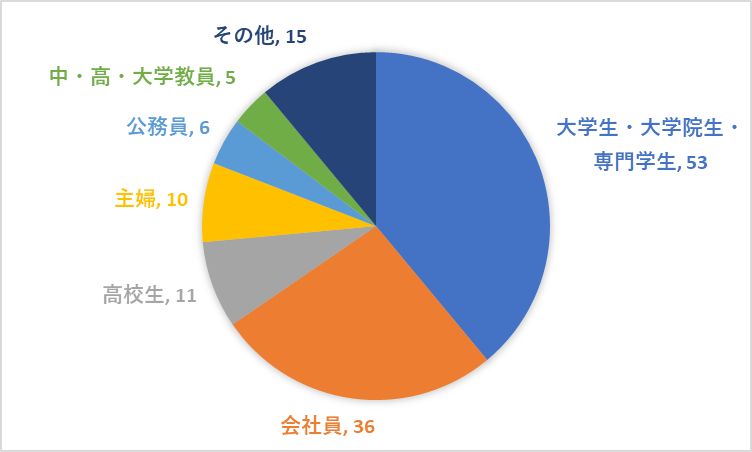 その他, 15
中・高・大学教員, 5
公務員, 6
主婦, 10
高校生, 11
会社員, 36
大学生・大学院生・
専門学生, 53